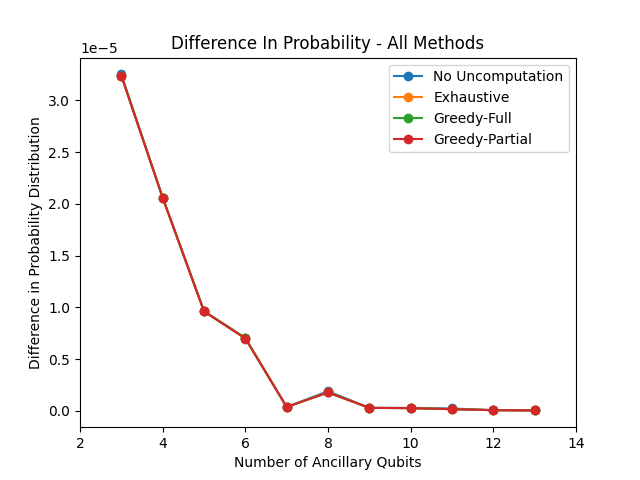 Difference In Probability - All Methods
1e−5
No Uncomputation
Exhaustive
Greedy-Full
Greedy-Partial
3.0
2.5
2.0
1.5
1.0
0.5
0.0
Difference in Probability Distribution
2 4 6 8 10 12 14
Number of Ancillary Qubits